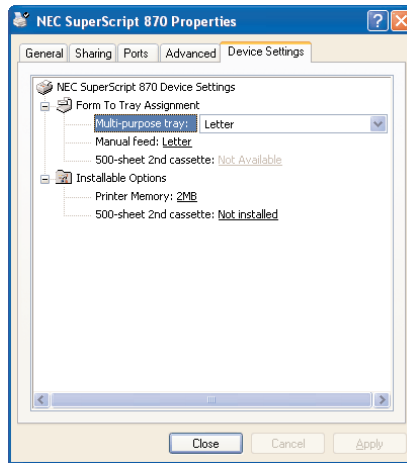 NEC SuperScript 870 Properties
General Sharing Ports Advanced Device Settings
NEC SuperScript 870 Device Settings
Form To Tray Assignment
Multi-purpose tray: Letter
Manual feed: Letter
500-sheet 2nd cassette: Not Available
Installable Options
Printer Memory: 2MB
500-sheet 2nd cassette: Not installed
Close Cancel Apply